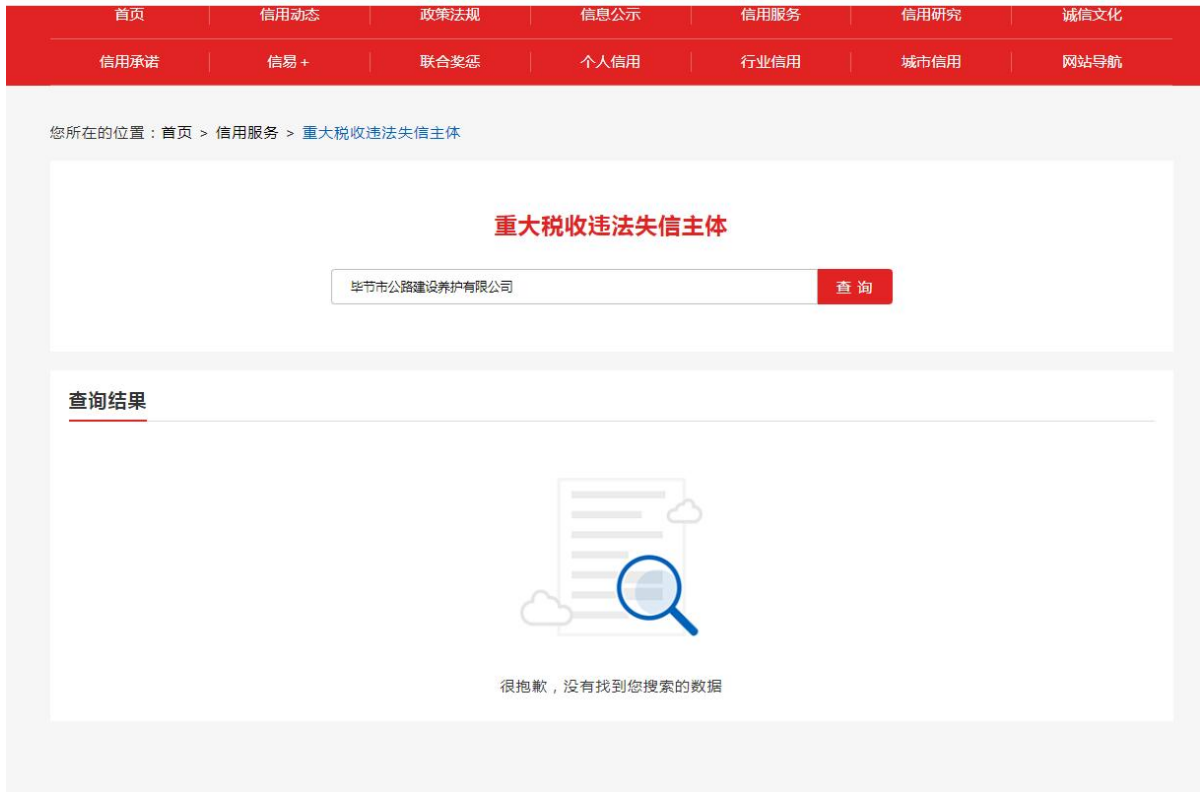 首页 信用动态 政策法规 信息公示 信用服务 信用研究 诚信文化
信用承诺 信易+ 联合奖惩 个人信用 行业信用 城市信用 网站导航
您所在的位置：首页 > 信用服务 > 重大税收违法失信主体
重大税收违法失信主体
毕节市公路建设养护有限公司 查询
查询结果
很抱歉，没有找到您搜索的数据